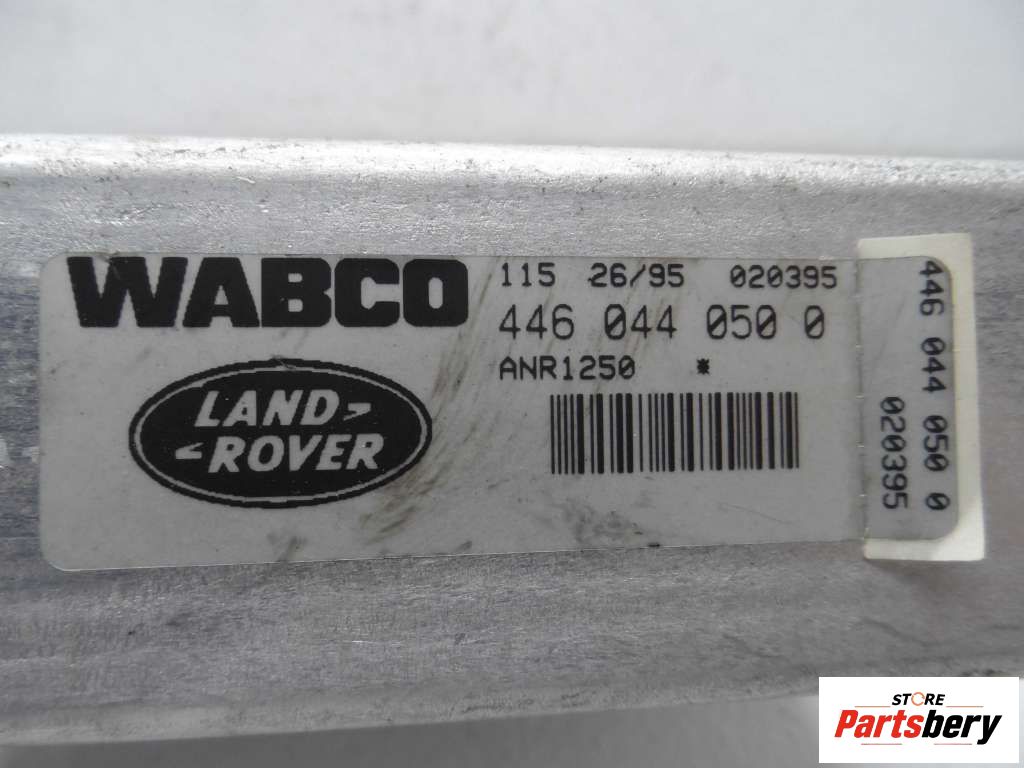 WABCO
115 26/95 020395
446 044 050 0
ANR1250 *
LAND
ROVER
446 044 050 0
020395
STORE
Partsbery